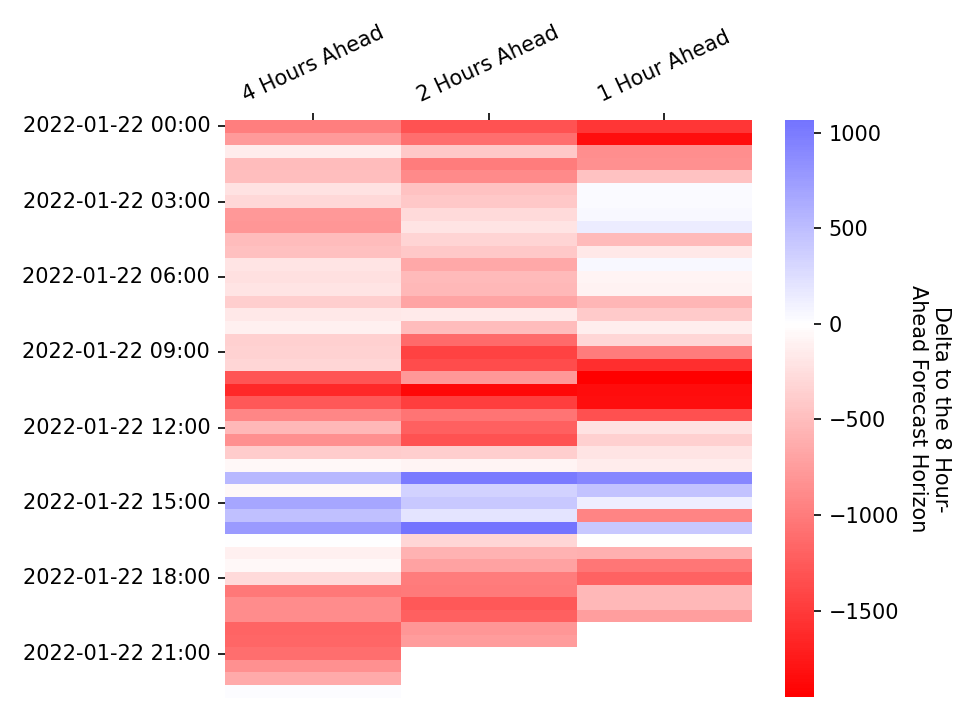 4 Hours Ahead
2 Hours Ahead
1 Hour Ahead
2022-01-22 00:00
2022-01-22 03:00
2022-01-22 06:00
2022-01-22 09:00
2022-01-22 12:00
2022-01-22 15:00
2022-01-22 18:00
2022-01-22 21:00
1000
500
0
−500
−1000
−1500
Delta to the 8 Hour-
Ahead Forecast Horizon